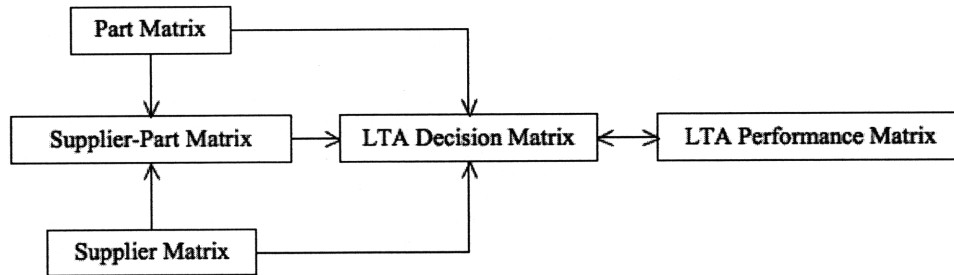 Part Matrix
Supplier-Part Matrix
LTA Decision Matrix
LTA Performance Matrix
Supplier Matrix